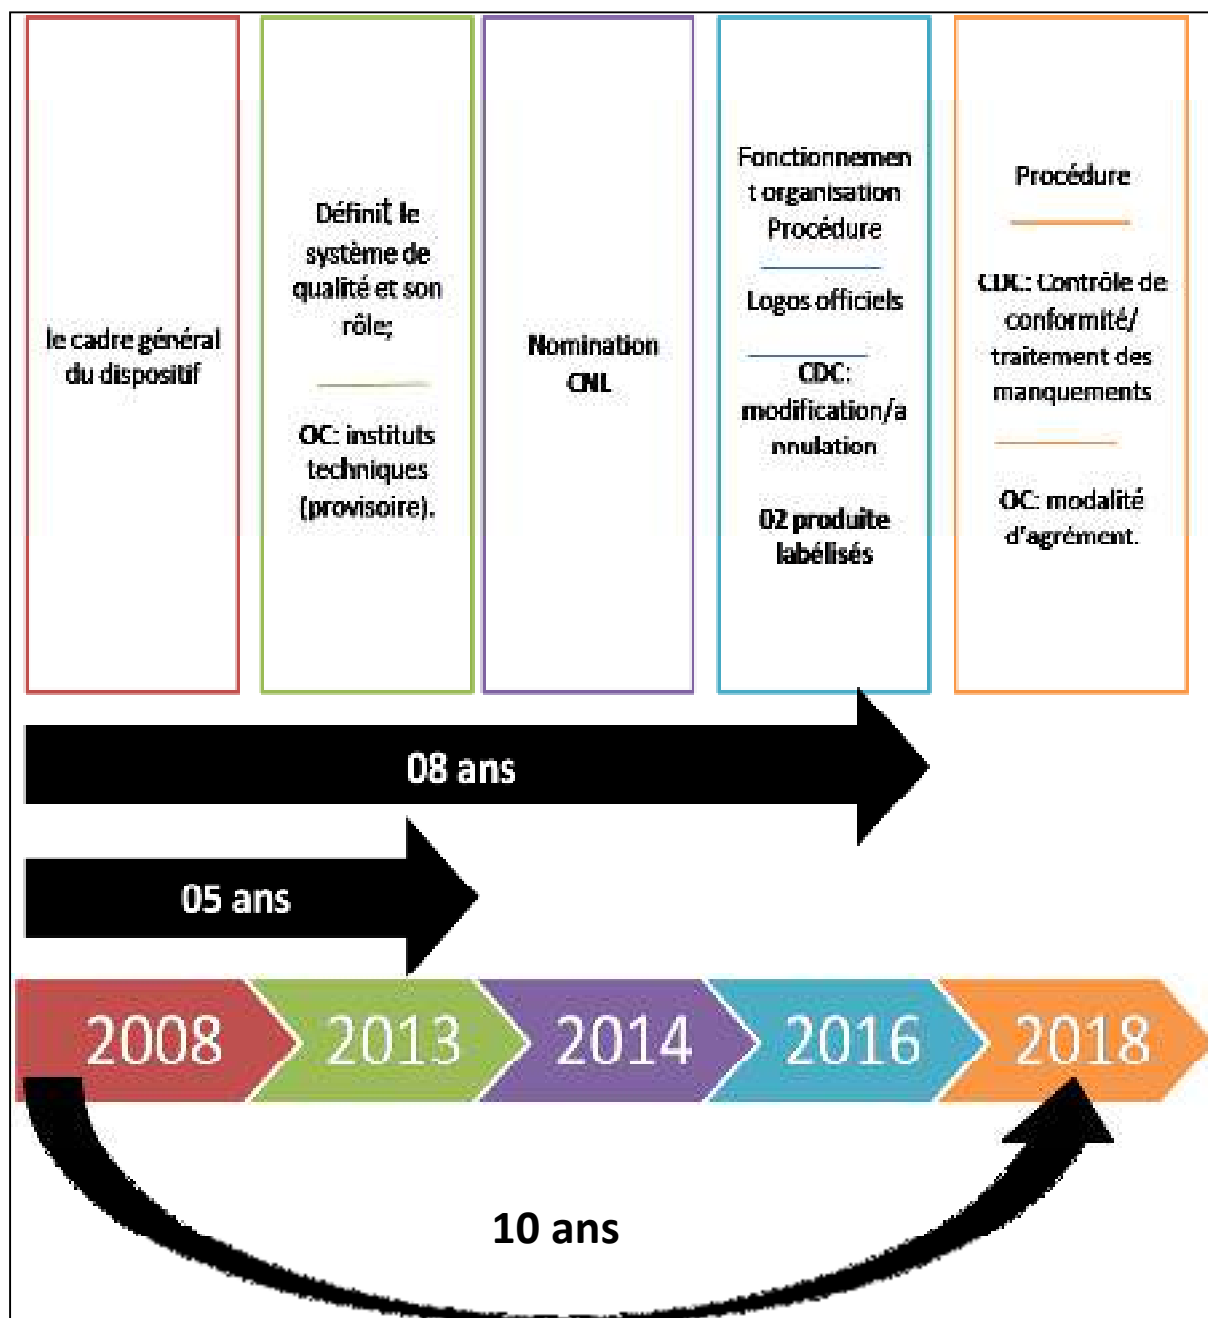 le cadre général
du dispositif
Définit le
système de
qualité et son
rôle;
OC: instituts
techniques
(provisoire).
Nomination
CNL
Fonctionnemen
t organisation
Procédure
Logos officiels
CDC:
modification/a
nnulation
02 produite
labélisés
Procédure
CDC: Contrôle de
conformité/
traitement des
manquements
OC: modalité
d'agrément.
08 ans
05 ans
2008
2013
2014
2016
2018
10 ans